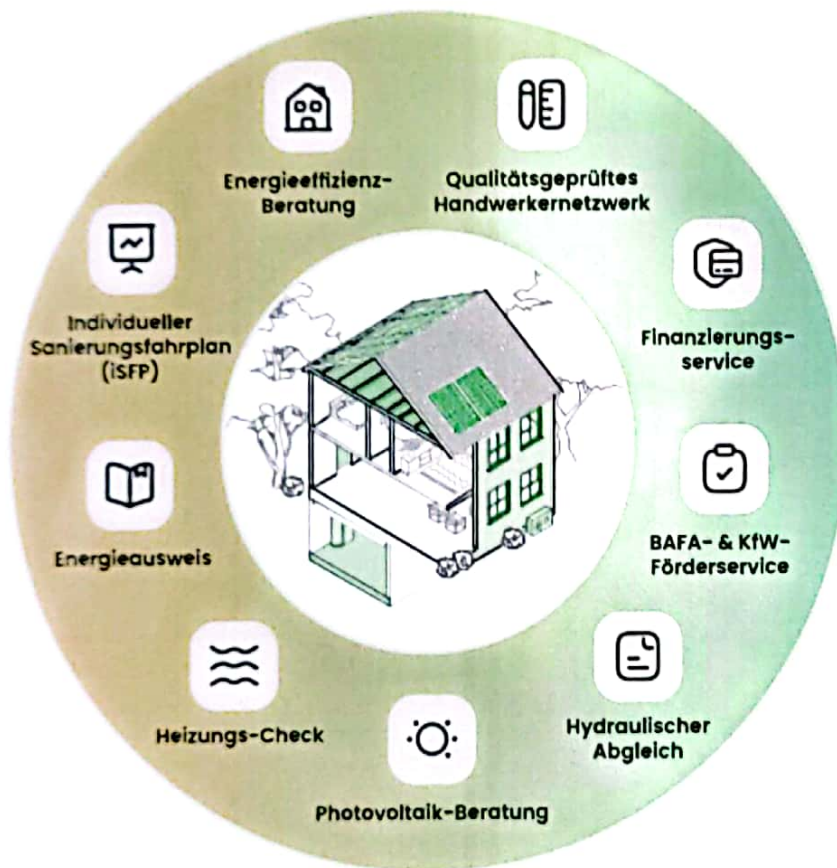 Energieeffizienz-
Beratung
Qualitätsgeprüftes
Handwerkernetzwerk
Finanzierungs-
service
BAFA- & KfW-
Förderservice
Hydraulischer
Abgleich
Photovoltaik-Beratung
Heizungs-Check
Energieausweis
Individueller
Sanierungsfahrplan
(iSFP)